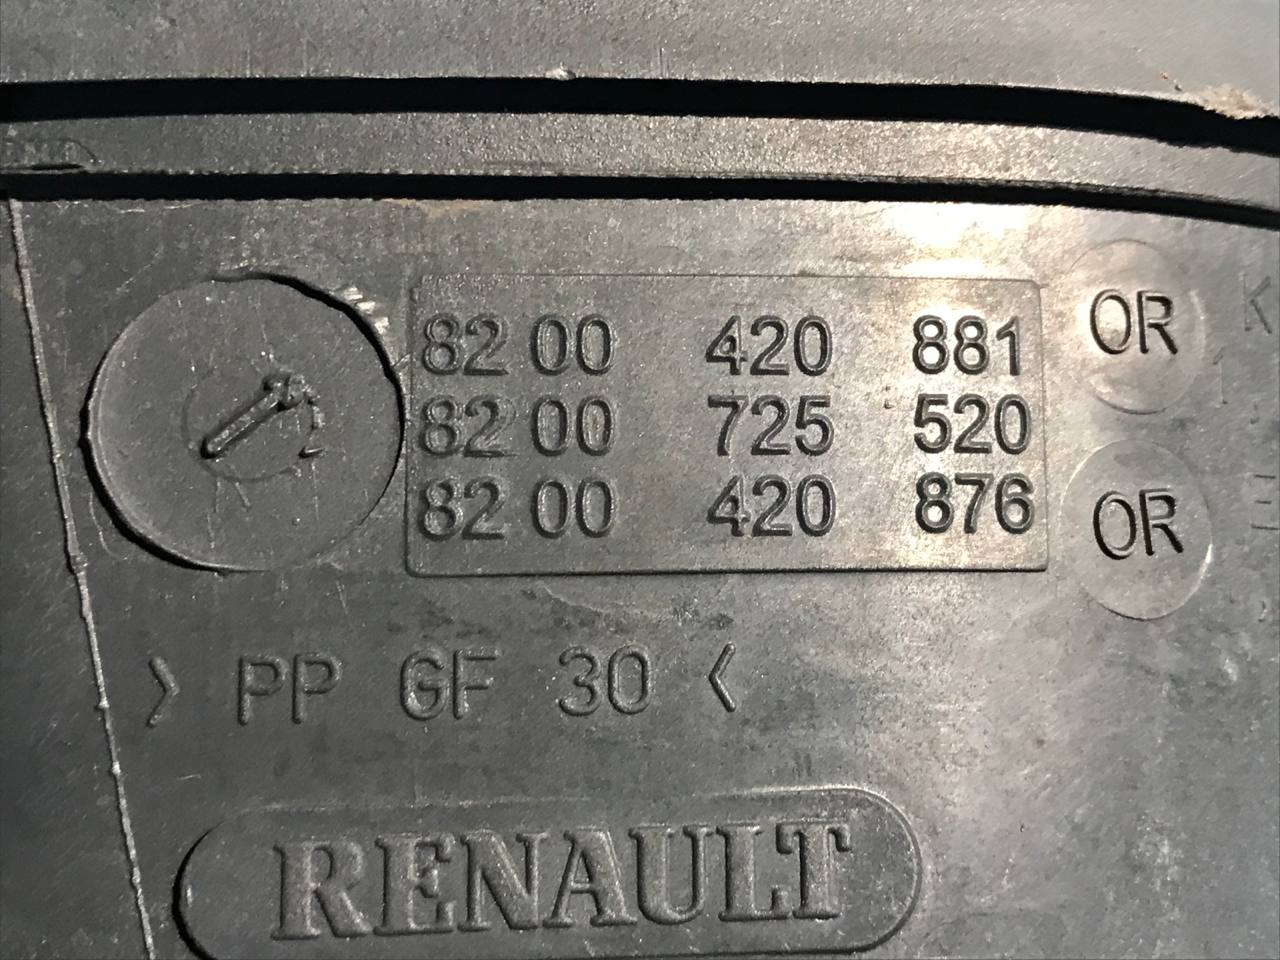 82 00 420 881 OR
82 00 725 520
82 00 420 876 OR
> PP GF 30 <
RENAULT